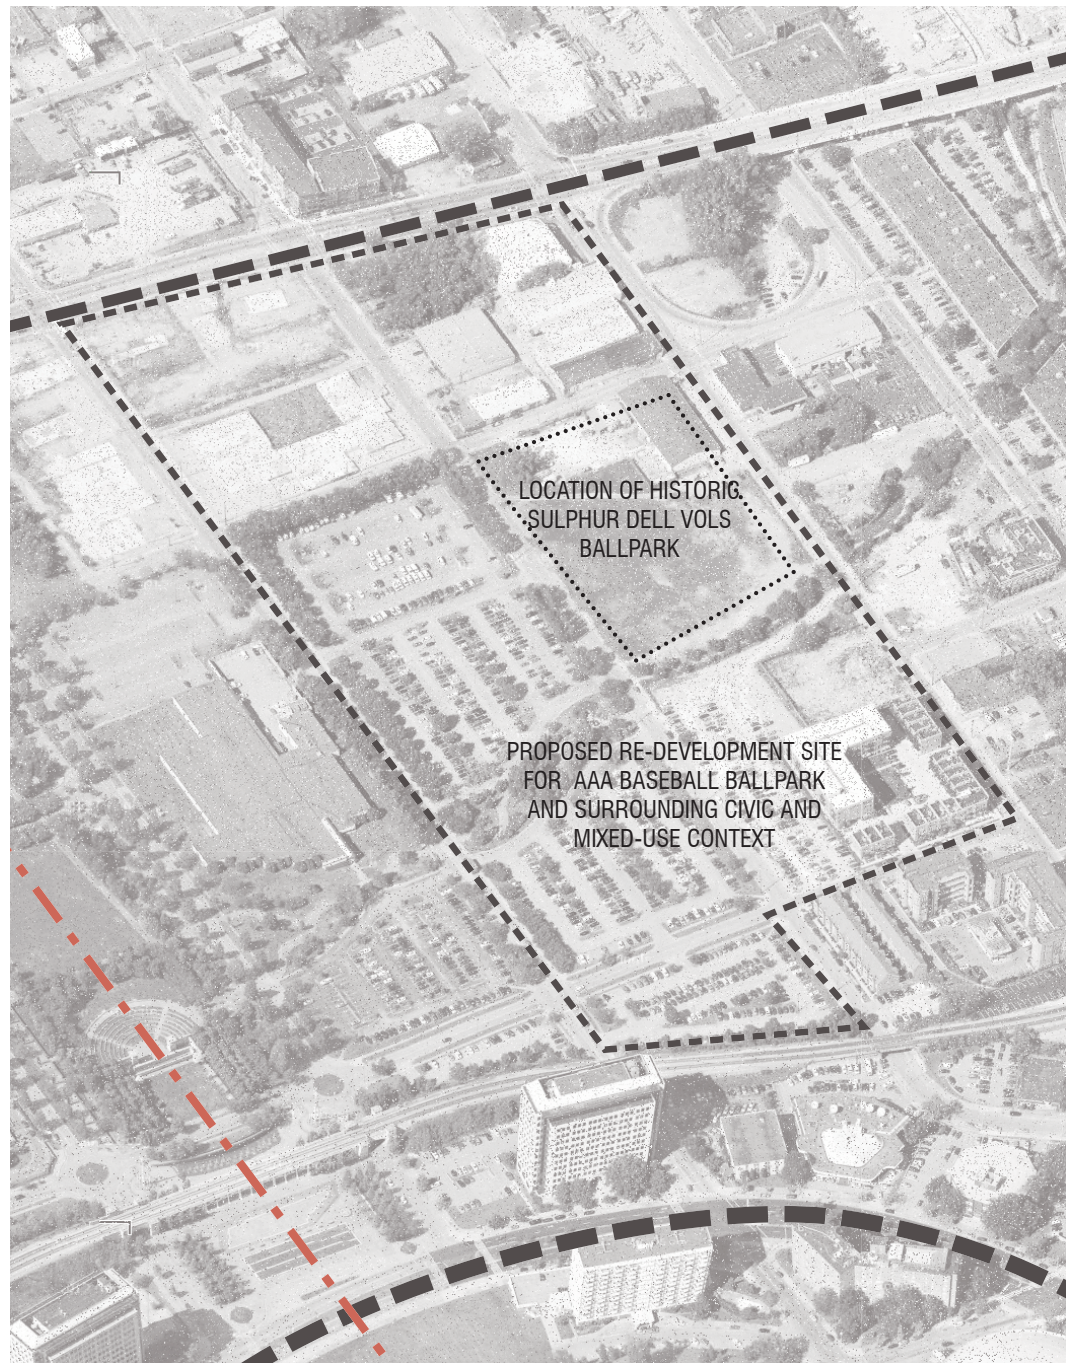 LOCATION OF HISTORIC
SULPHUR DELL VOLS
BALLPARK
PROPOSED RE-DEVELOPMENT SITE
FOR AAA BASEBALL BALLPARK
AND SURROUNDING CIVIC AND
MIXED-USE CONTEXT